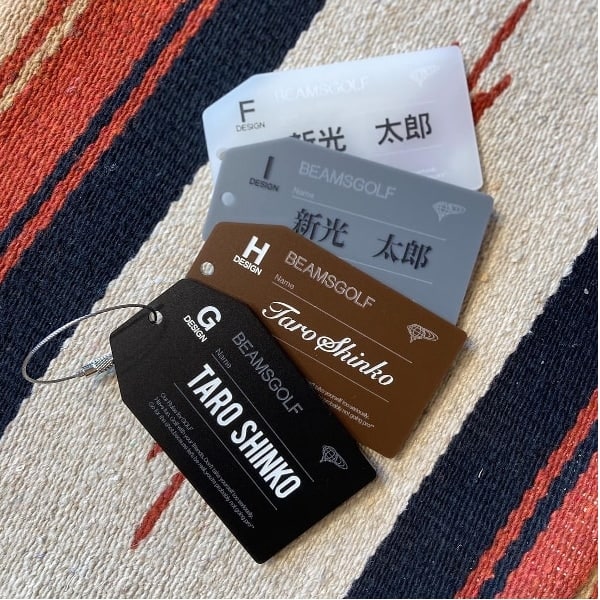 F
DESIGN
BEAMSGOLF
新光 太郎
I
DESIGN
BEAMSGOLF
Name
新光 太郎
H
DESIGN
BEAMSGOLF
Name
Taro Shinko
G
DESIGN
BEAMSGOLF
Name
TARO SHINKO